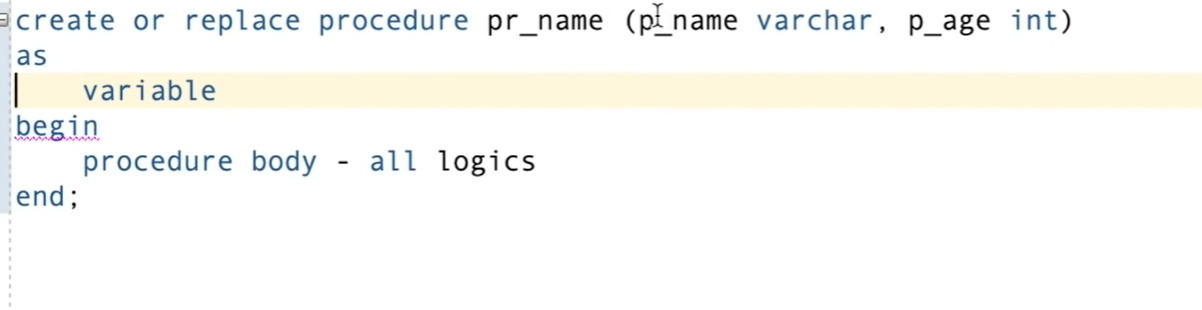 create or replace procedure pr_name (p_name varchar, p_age int)
as
    variable
begin
    procedure body - all logics
end;